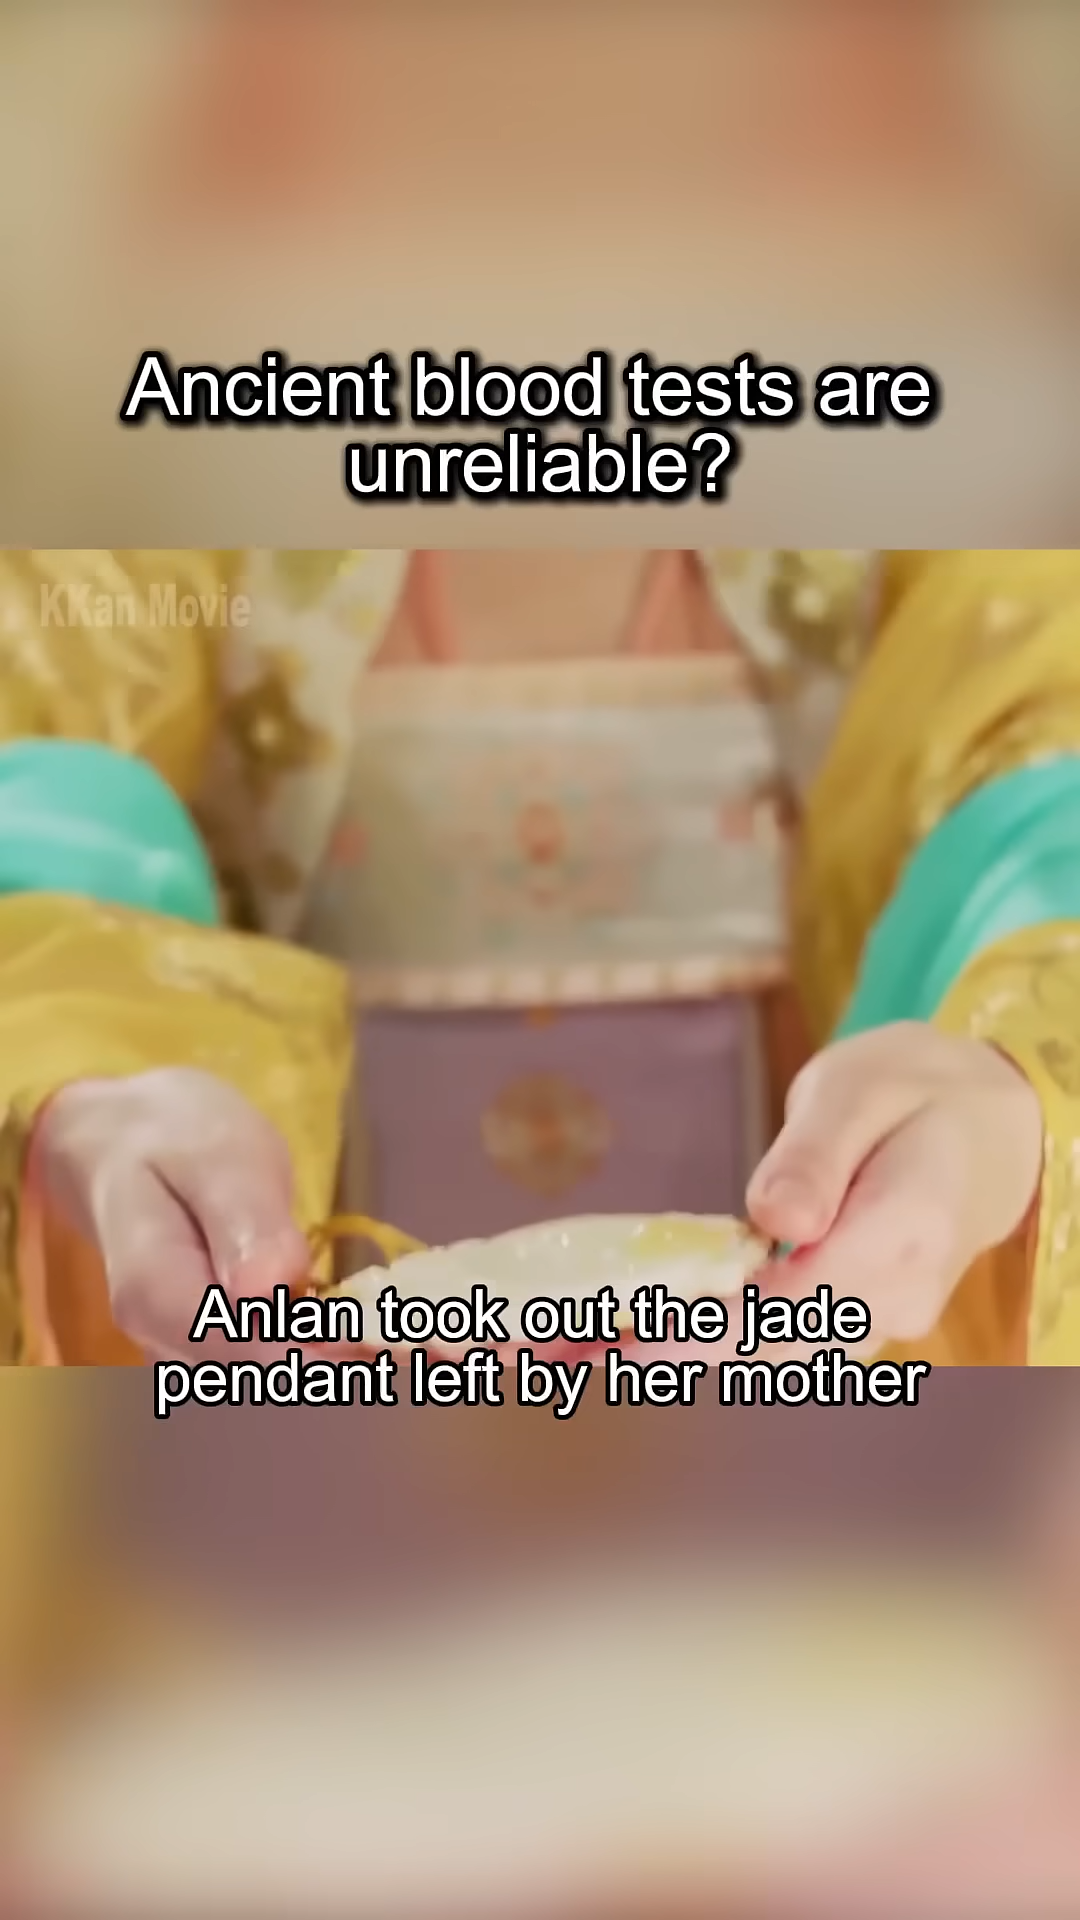 Ancient blood tests are
unreliable?
KKan Movie
Anlan took out the jade
pendant left by her mother